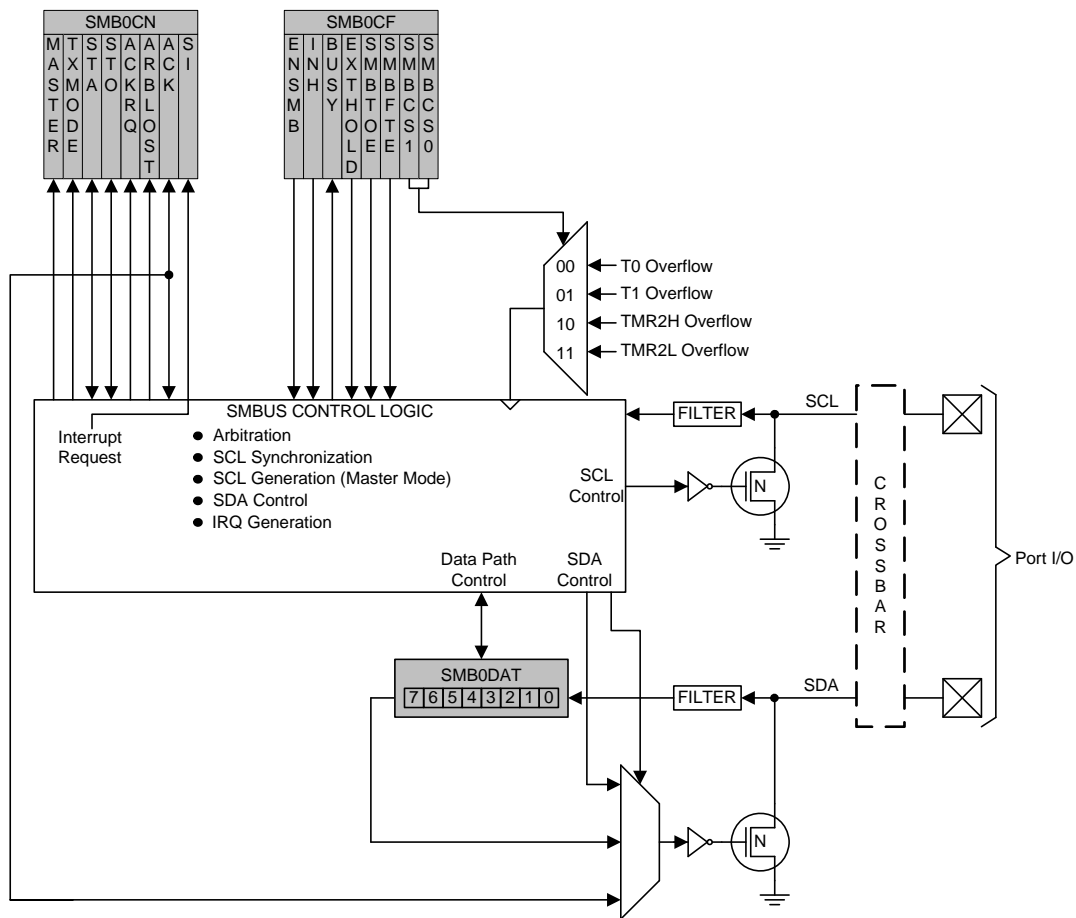 SMB0CN
MASTER
TXMODE
STA
STO
ACKRQ
ARBLOST
ACK
SI
SMB0CF
ENSMB
INH
BUSY
EXTHOLD
SMBTOE
SMBFTE
SMBCS1
SMBCS0
00
01
10
11
T0 Overflow
T1 Overflow
TMR2H Overflow
TMR2L Overflow
SMBUS CONTROL LOGIC
Interrupt
Request
● Arbitration
● SCL Synchronization
● SCL Generation (Master Mode)
● SDA Control
● IRQ Generation
SCL
Control
Data Path
Control
SDA
Control
FILTER
SCL
N
CROSSBAR
Port I/O
SMB0DAT
7 6 5 4 3 2 1 0
FILTER
SDA
N